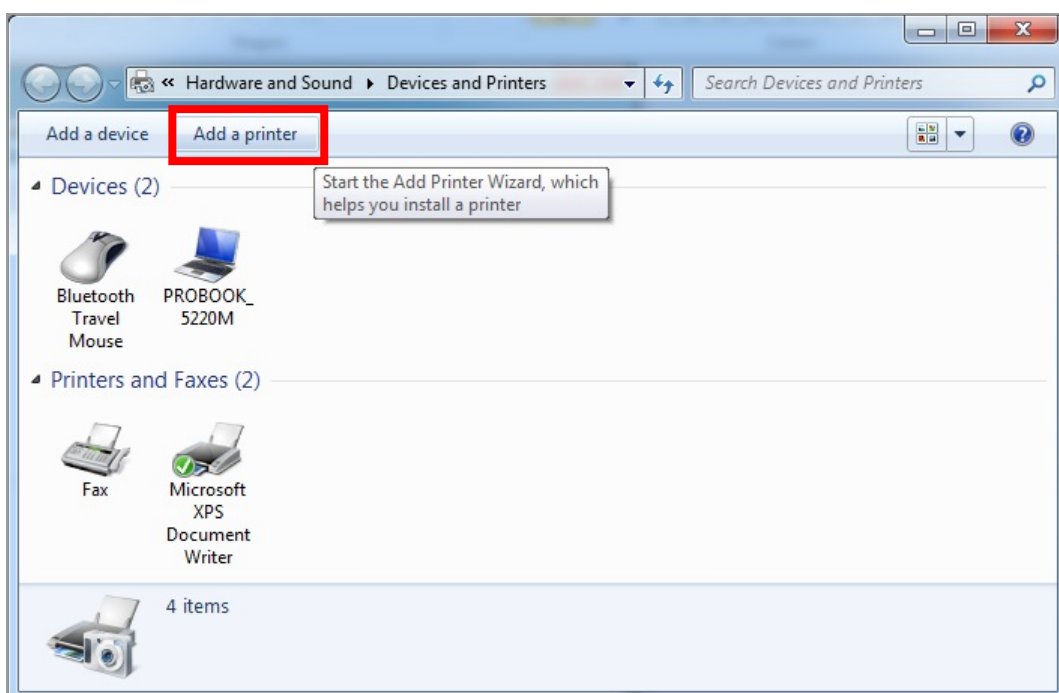 « Hardware and Sound ▸ Devices and Printers
Search Devices and Printers
Add a device
Add a printer
Devices (2)
Start the Add Printer Wizard, which
helps you install a printer
Bluetooth
Travel
Mouse
PROBOOK_
5220M
Printers and Faxes (2)
Fax
Microsoft
XPS
Document
Writer
4 items